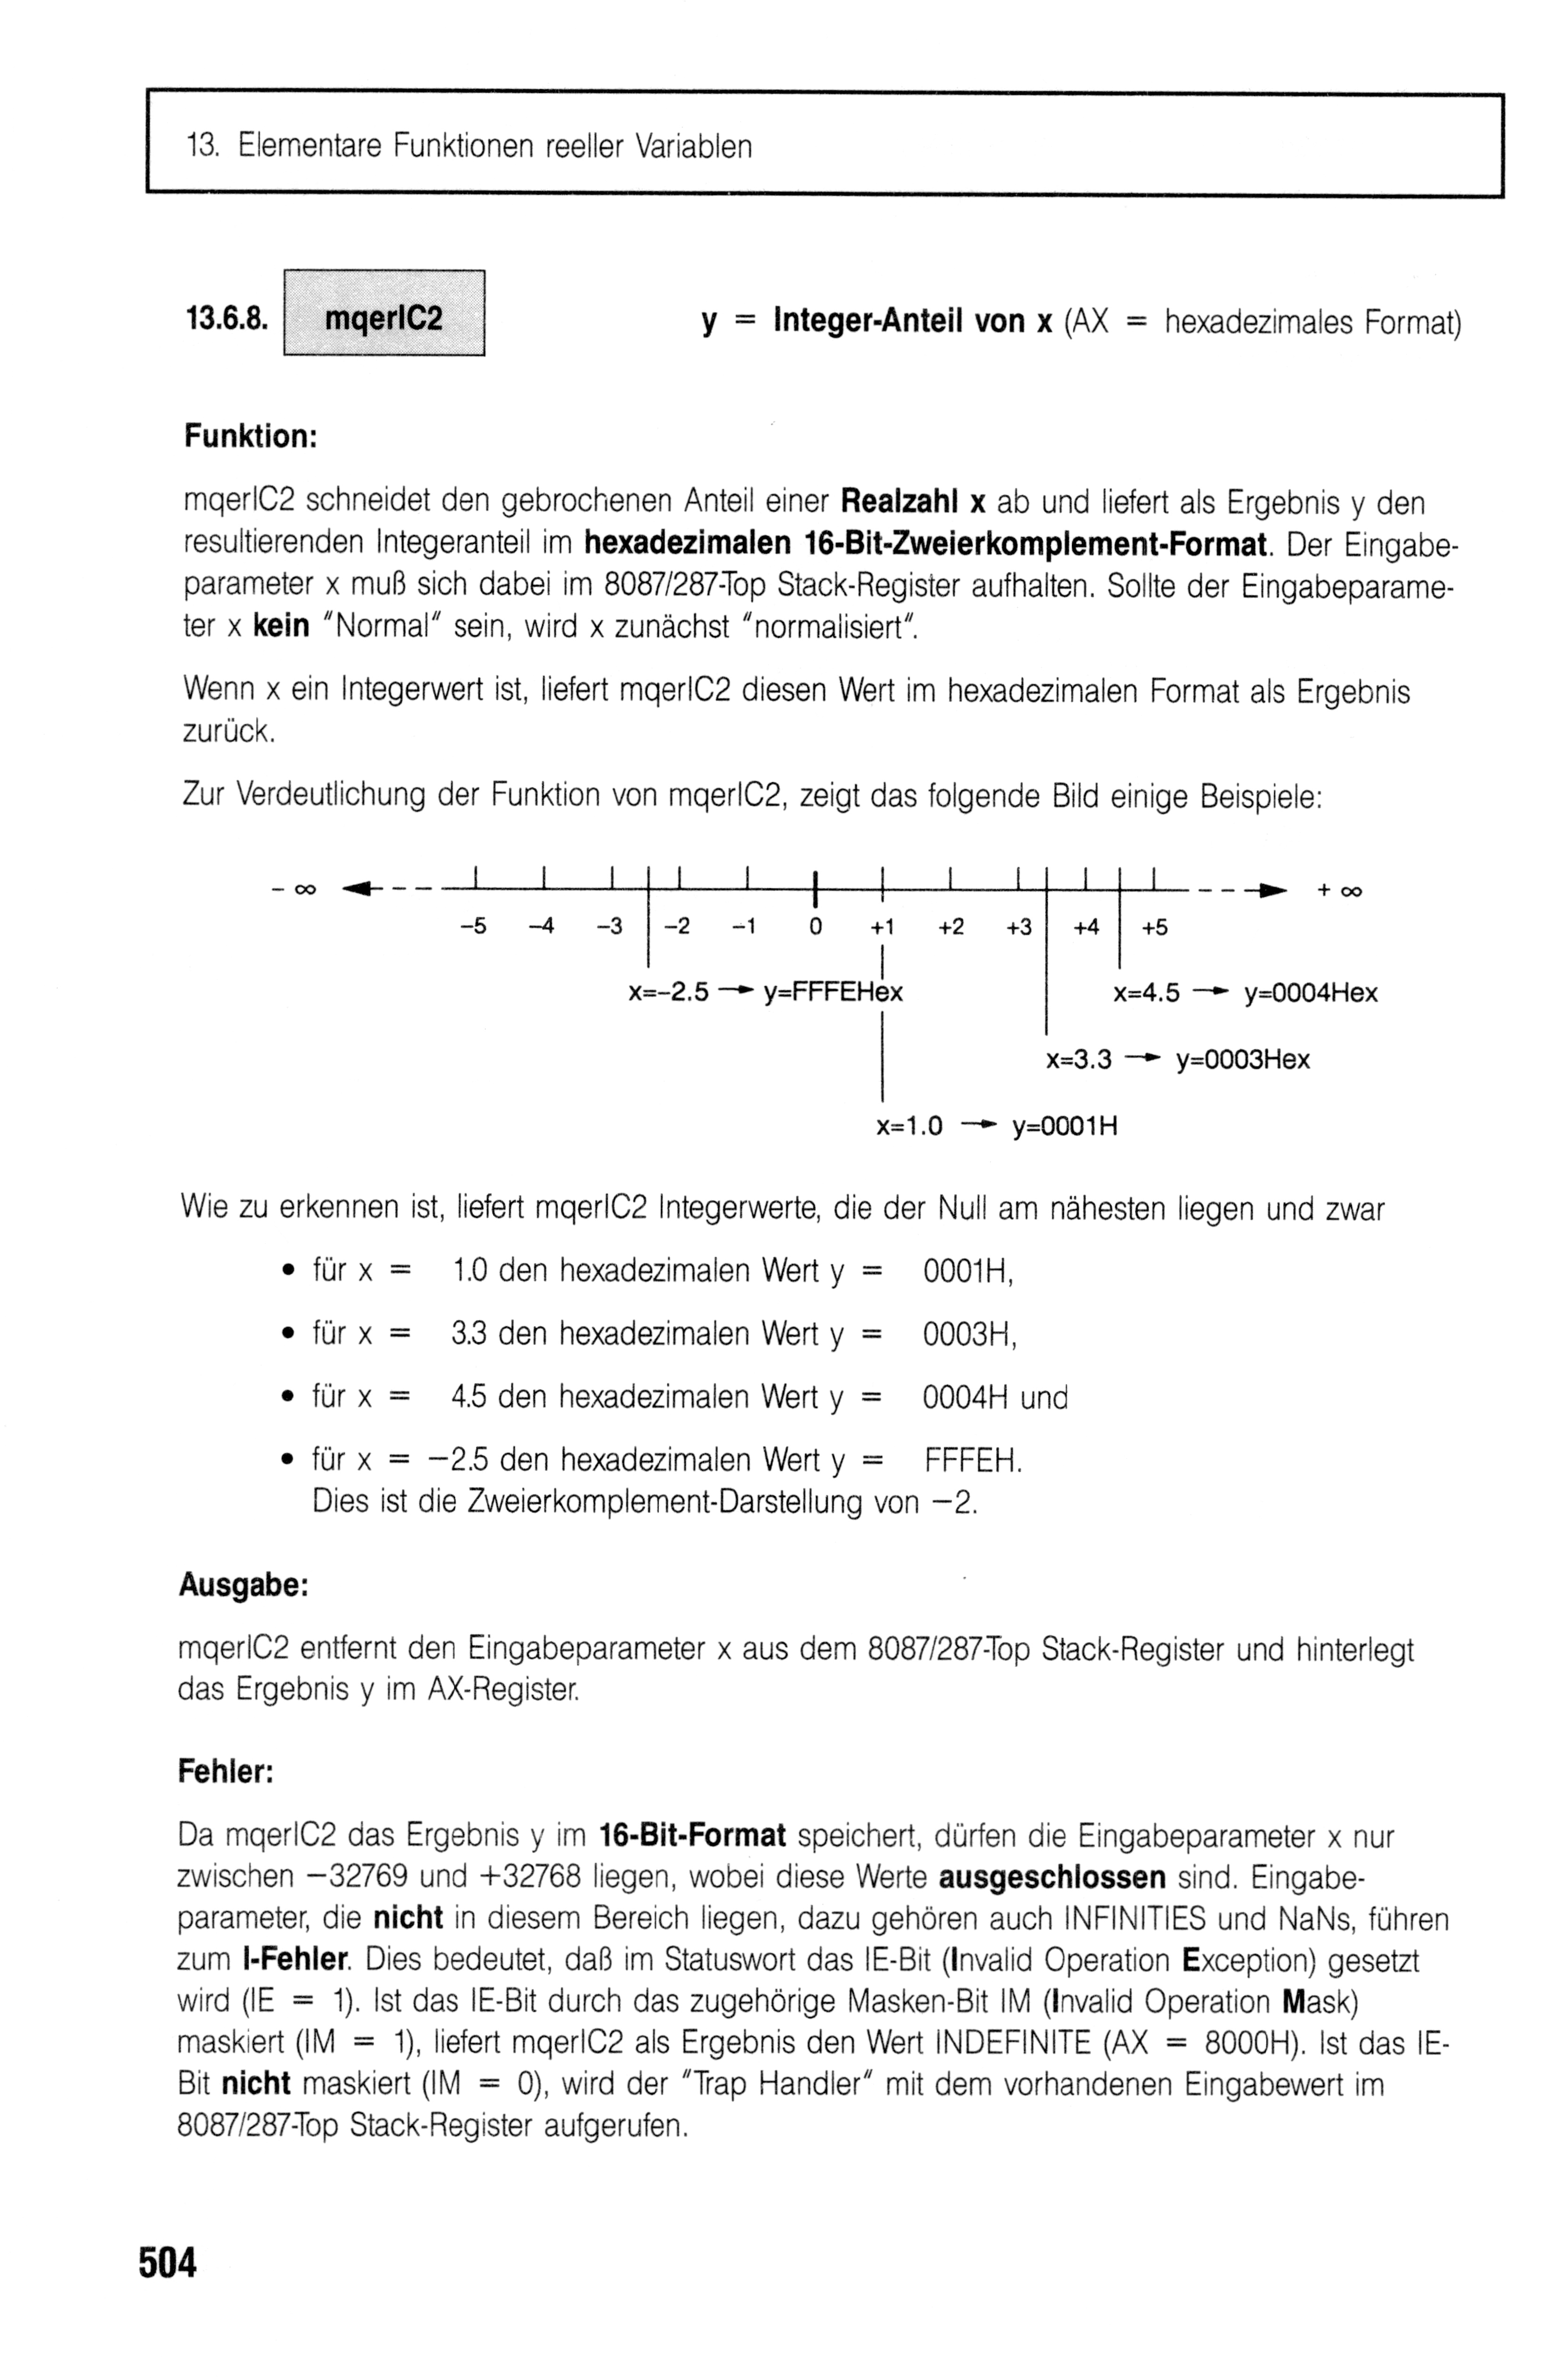 13. Elementare Funktionen reeller Variablen
13.6.8. mqerIC2 y = Integer-Anteil von x (AX = hexadezimales Format)
Funktion:
mqerIC2 schneidet den gebrochenen Anteil einer Realzahl x ab und liefert als Ergebnis y den
resultierenden Integeranteil im hexadezimalen 16-Bit-Zweierkomplement-Format. Der Eingabe-
parameter x muß sich dabei im 8087/287-Top Stack-Register aufhalten. Sollte der Eingabeparame-
ter x kein "Normal" sein, wird x zunächst "normalisiert".
Wenn x ein Integerwert ist, liefert mqerIC2 diesen Wert im hexadezimalen Format als Ergebnis
zurück.
Zur Verdeutlichung der Funktion von mqerIC2, zeigt das folgende Bild einige Beispiele:
− ∞ + ∞
−5 −4 −3 −2 −1 0 +1 +2 +3 +4 +5
x=−2.5 → y=FFFEHex x=4.5 → y=0004Hex
x=3.3 → y=0003Hex
x=1.0 → y=0001H
Wie zu erkennen ist, liefert mqerIC2 Integerwerte, die der Null am nähesten liegen und zwar
• für x = 1.0 den hexadezimalen Wert y = 0001H,
• für x = 3.3 den hexadezimalen Wert y = 0003H,
• für x = 4.5 den hexadezimalen Wert y = 0004H und
• für x = −2.5 den hexadezimalen Wert y = FFFEH.
Dies ist die Zweierkomplement-Darstellung von −2.
Ausgabe:
mqerIC2 entfernt den Eingabeparameter x aus dem 8087/287-Top Stack-Register und hinterlegt
das Ergebnis y im AX-Register.
Fehler:
Da mqerIC2 das Ergebnis y im 16-Bit-Format speichert, dürfen die Eingabeparameter x nur
zwischen −32769 und +32768 liegen, wobei diese Werte ausgeschlossen sind. Eingabe-
parameter, die nicht in diesem Bereich liegen, dazu gehören auch INFINITIES und NaNs, führen
zum I-Fehler. Dies bedeutet, daß im Statuswort das IE-Bit (Invalid Operation Exception) gesetzt
wird (IE = 1). Ist das IE-Bit durch das zugehörige Masken-Bit IM (Invalid Operation Mask)
maskiert (IM = 1), liefert mqerIC2 als Ergebnis den Wert INDEFINITE (AX = 8000H). Ist das IE-
Bit nicht maskiert (IM = 0), wird der "Trap Handler" mit dem vorhandenen Eingabewert im
8087/287-Top Stack-Register aufgerufen.
504